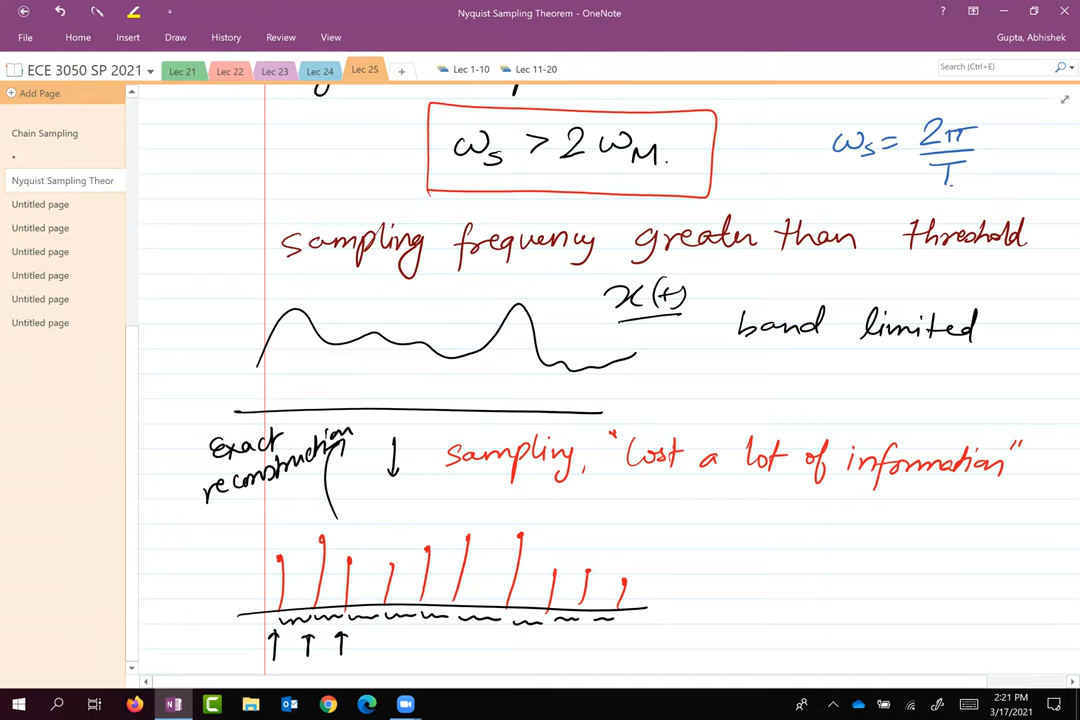 Nyquist Sampling Theorem - OneNote
?
File
Home
Insert
Draw
History
Review
View
Gupta, Abhishek
ECE 3050 SP 2021
Lec 21
Lec 22
Lec 23
Lec 24
Lec 25
+
Lec 1-10
Lec 11-20
Search (Ctrl+E)
Add Page
Chain Sampling
Nyquist Sampling Theor
Untitled page
Untitled page
Untitled page
Untitled page
Untitled page
Untitled page
ωs > 2 ωM.
ωs = 2π/T
sampling frequency greater than threshold
x(t)
band limited
exact
reconstruction
sampling, "Lost a lot of information"
2:21 PM
3/17/2021